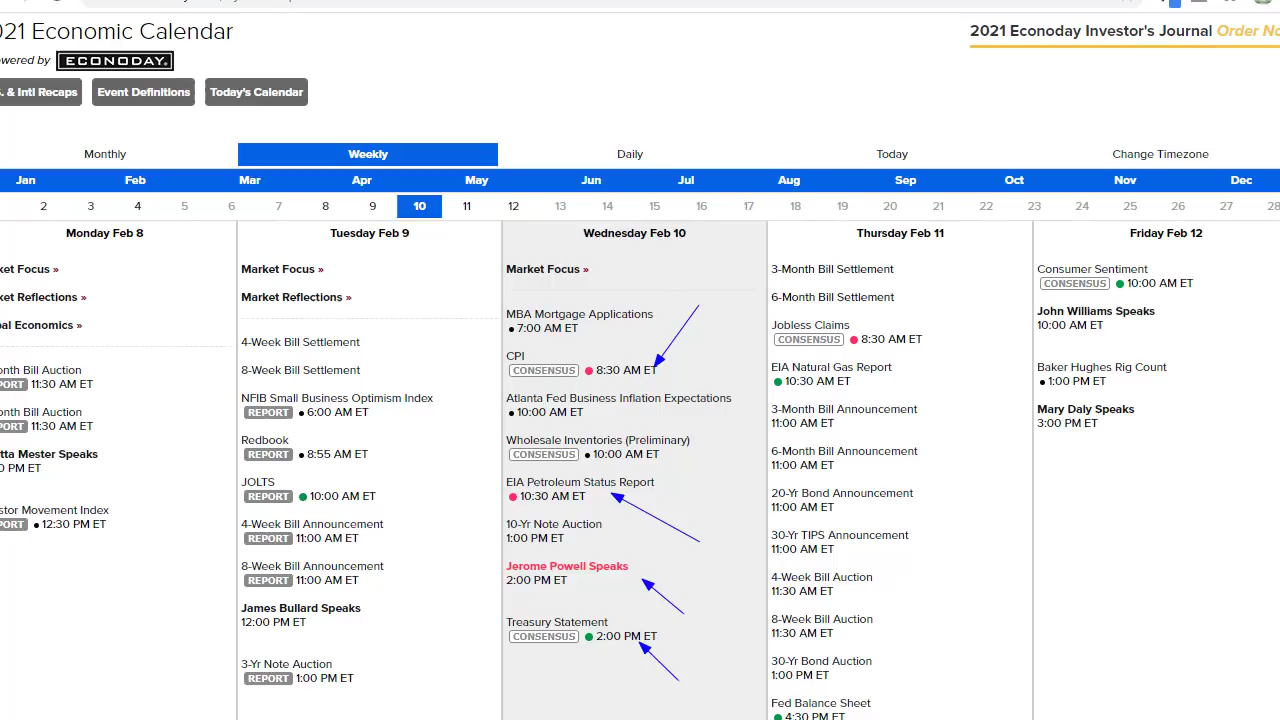 021 Economic Calendar
2021 Econoday Investor's Journal Order No
wered by ECONODAY.
. & Intl Recaps Event Definitions Today's Calendar
Monthly Weekly Daily Today Change Timezone
Jan Feb Mar Apr May Jun Jul Aug Sep Oct Nov Dec
2 3 4 5 6 7 8 9 10 11 12 13 14 15 16 17 18 19 20 21 22 23 24 25 26 27 28
Monday Feb 8
ket Focus »
ket Reflections »
bal Economics »
onth Bill Auction
PORT 11:30 AM ET
onth Bill Auction
PORT 11:30 AM ET
tta Mester Speaks
0 PM ET
stor Movement Index
PORT • 12:30 PM ET
Tuesday Feb 9
Market Focus »
Market Reflections »
4-Week Bill Settlement
8-Week Bill Settlement
NFIB Small Business Optimism Index
REPORT • 6:00 AM ET
Redbook
REPORT • 8:55 AM ET
JOLTS
REPORT • 10:00 AM ET
4-Week Bill Announcement
REPORT 11:00 AM ET
8-Week Bill Announcement
REPORT 11:00 AM ET
James Bullard Speaks
12:00 PM ET
3-Yr Note Auction
REPORT 1:00 PM ET
Wednesday Feb 10
Market Focus »
MBA Mortgage Applications
• 7:00 AM ET
CPI
CONSENSUS • 8:30 AM ET
Atlanta Fed Business Inflation Expectations
• 10:00 AM ET
Wholesale Inventories (Preliminary)
CONSENSUS • 10:00 AM ET
EIA Petroleum Status Report
• 10:30 AM ET
10-Yr Note Auction
1:00 PM ET
Jerome Powell Speaks
2:00 PM ET
Treasury Statement
CONSENSUS • 2:00 PM ET
Thursday Feb 11
3-Month Bill Settlement
6-Month Bill Settlement
Jobless Claims
CONSENSUS • 8:30 AM ET
EIA Natural Gas Report
• 10:30 AM ET
3-Month Bill Announcement
11:00 AM ET
6-Month Bill Announcement
11:00 AM ET
20-Yr Bond Announcement
11:00 AM ET
30-Yr TIPS Announcement
11:00 AM ET
4-Week Bill Auction
11:30 AM ET
8-Week Bill Auction
11:30 AM ET
30-Yr Bond Auction
1:00 PM ET
Fed Balance Sheet
• 4:30 PM ET
Friday Feb 12
Consumer Sentiment
CONSENSUS • 10:00 AM ET
John Williams Speaks
10:00 AM ET
Baker Hughes Rig Count
• 1:00 PM ET
Mary Daly Speaks
3:00 PM ET